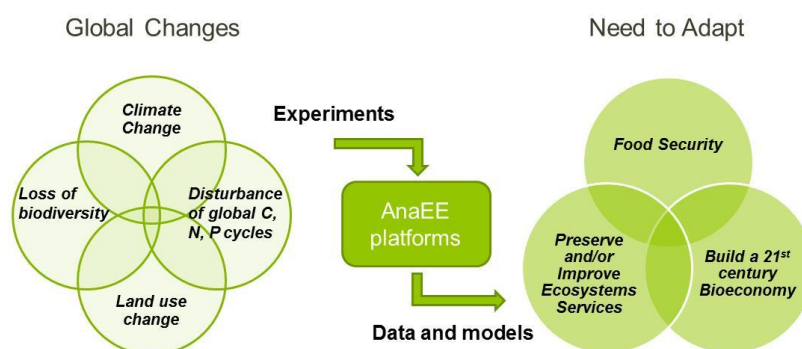 Global Changes
Need to Adapt
Climate
Change
Loss of
biodiversity
Disturbance
of global C,
N, P cycles
Land use
change
Experiments
AnaEE
platforms
Data and models
Food Security
Preserve
and/or
Improve
Ecosystems
Services
Build a 21st
century
Bioeconomy